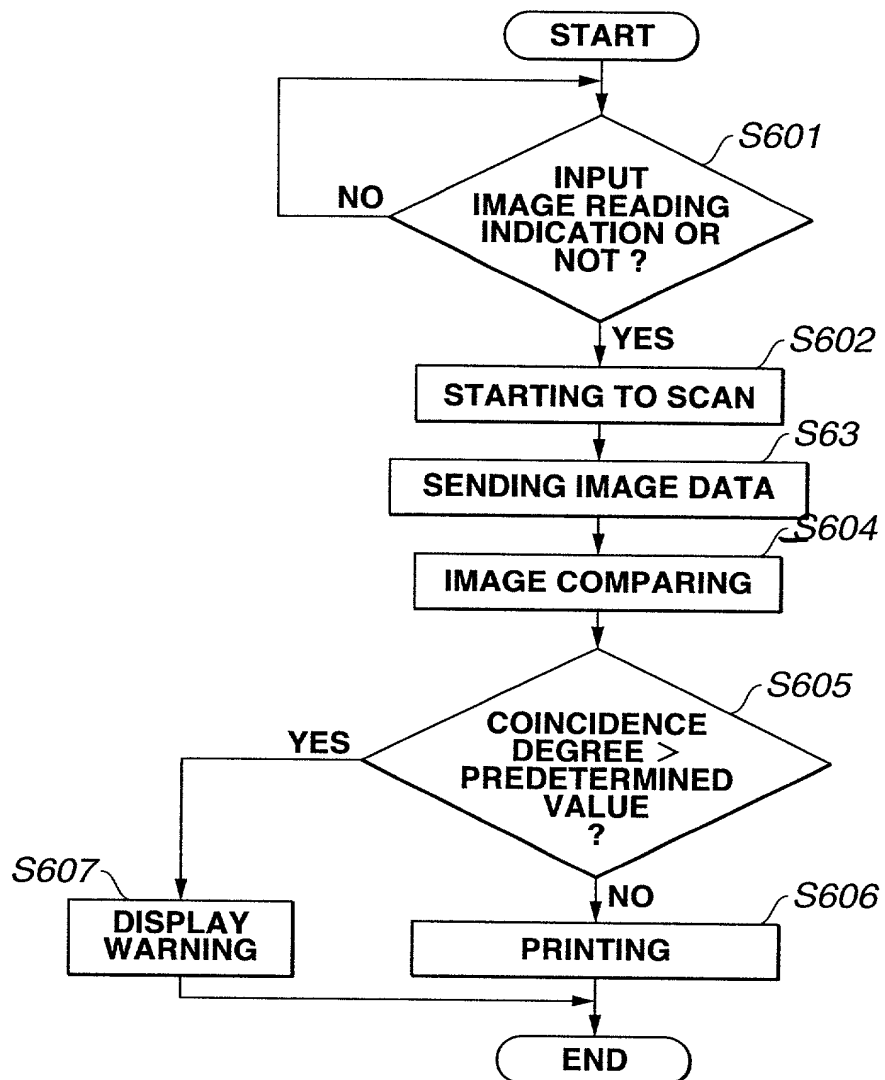 START
S601
INPUT
IMAGE READING
INDICATION OR
NOT ?
NO
YES
S602
STARTING TO SCAN
S63
SENDING IMAGE DATA
S604
IMAGE COMPARING
S605
COINCIDENCE
DEGREE >
PREDETERMINED
VALUE
?
YES
NO
S607
DISPLAY
WARNING
S606
PRINTING
END